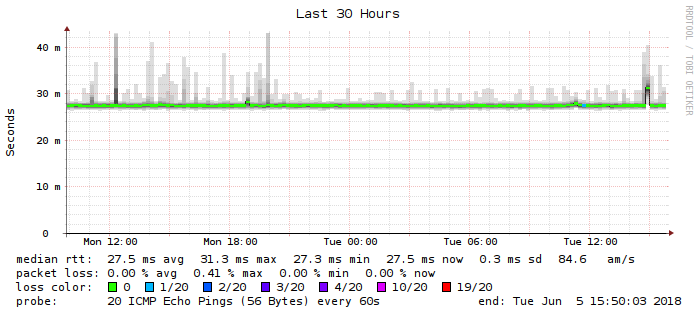 Last 30 Hours
RRDTOOL / TOBI OETIKER
Seconds
40 m
30 m
20 m
10 m
0
Mon 12:00 Mon 18:00 Tue 00:00 Tue 06:00 Tue 12:00
median rtt: 27.5 ms avg 31.3 ms max 27.3 ms min 27.5 ms now 0.3 ms sd 84.6 am/s
packet loss: 0.00 % avg 0.41 % max 0.00 % min 0.00 % now
loss color: 0 1/20 2/20 3/20 4/20 10/20 19/20
probe: 20 ICMP Echo Pings (56 Bytes) every 60s end: Tue Jun 5 15:50:03 2018